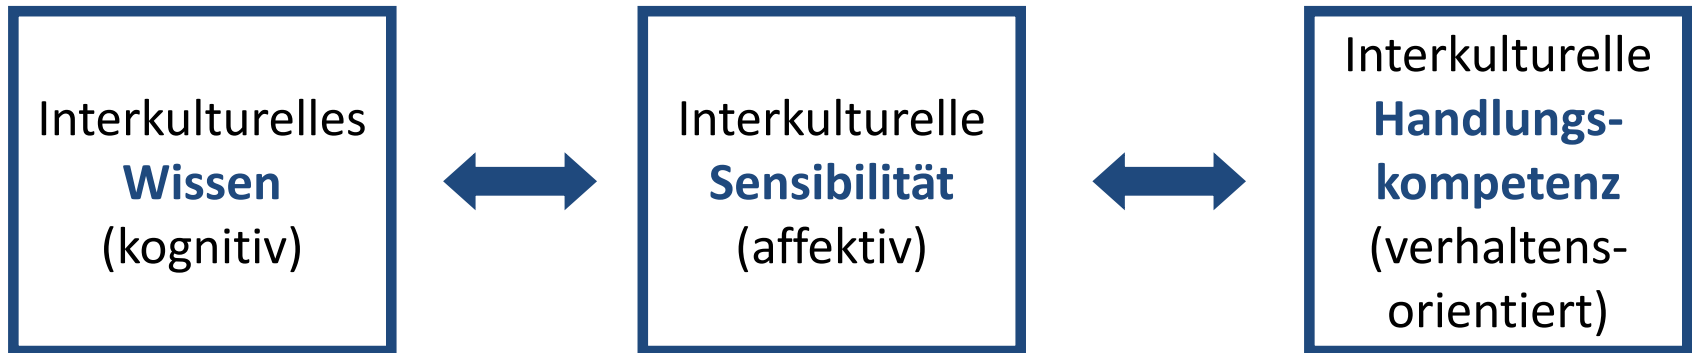 Interkulturelles
Wissen
(kognitiv)
Interkulturelle
Sensibilität
(affektiv)
Interkulturelle
Handlungs-
kompetenz
(verhaltens-
orientiert)